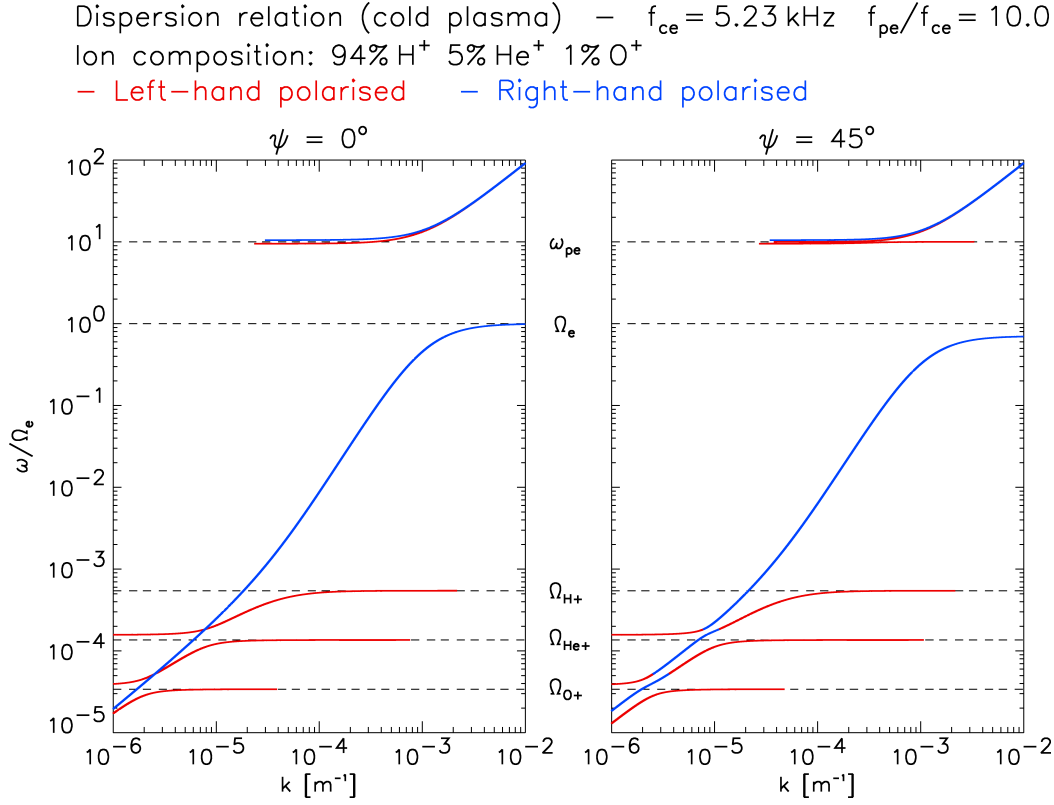 Dispersion relation (cold plasma) − f_ce = 5.23 kHz f_pe/f_ce = 10.0
Ion composition: 94% H⁺ 5% He⁺ 1% O⁺
− Left−hand polarised − Right−hand polarised
ψ = 0° ψ = 45°
10² 
10¹ ω_pe
10⁰ Ω_e
10⁻¹
ω/Ω_e
10⁻²
10⁻³
Ω_H+
10⁻⁴ Ω_He+
Ω_O+
10⁻⁵
10⁻⁶ 10⁻⁵ 10⁻⁴ 10⁻³ 10⁻² 10⁻⁶ 10⁻⁵ 10⁻⁴ 10⁻³ 10⁻²
k [m⁻¹] k [m⁻¹]